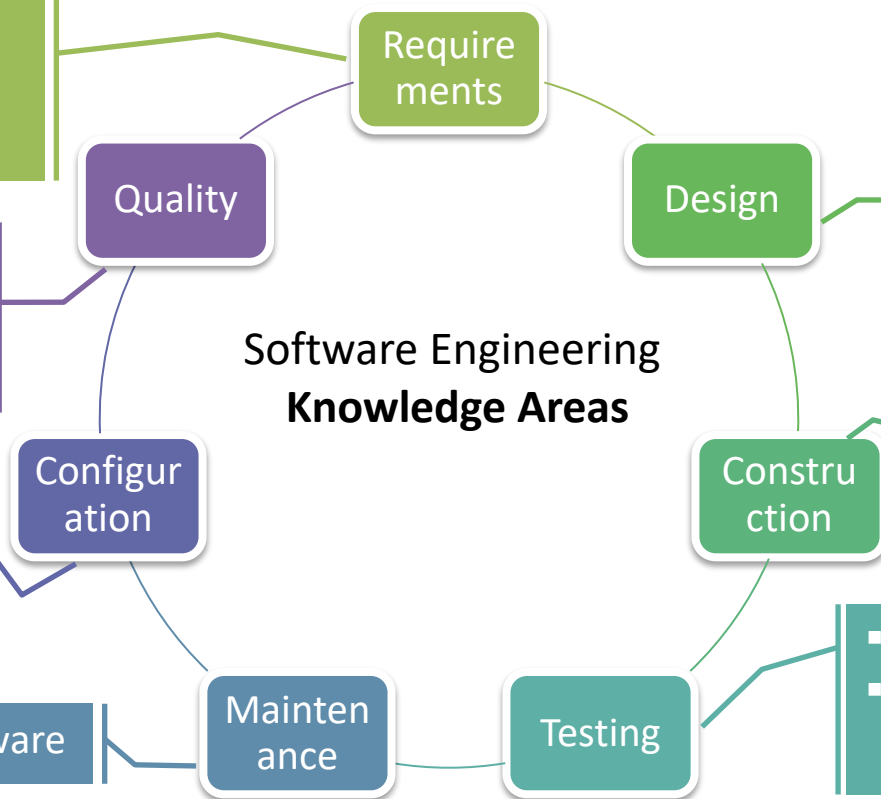 Require
ments
Quality
Design
Software Engineering
Knowledge Areas
Configur
ation
Constru
ction
Mainten
ance
Testing
ware